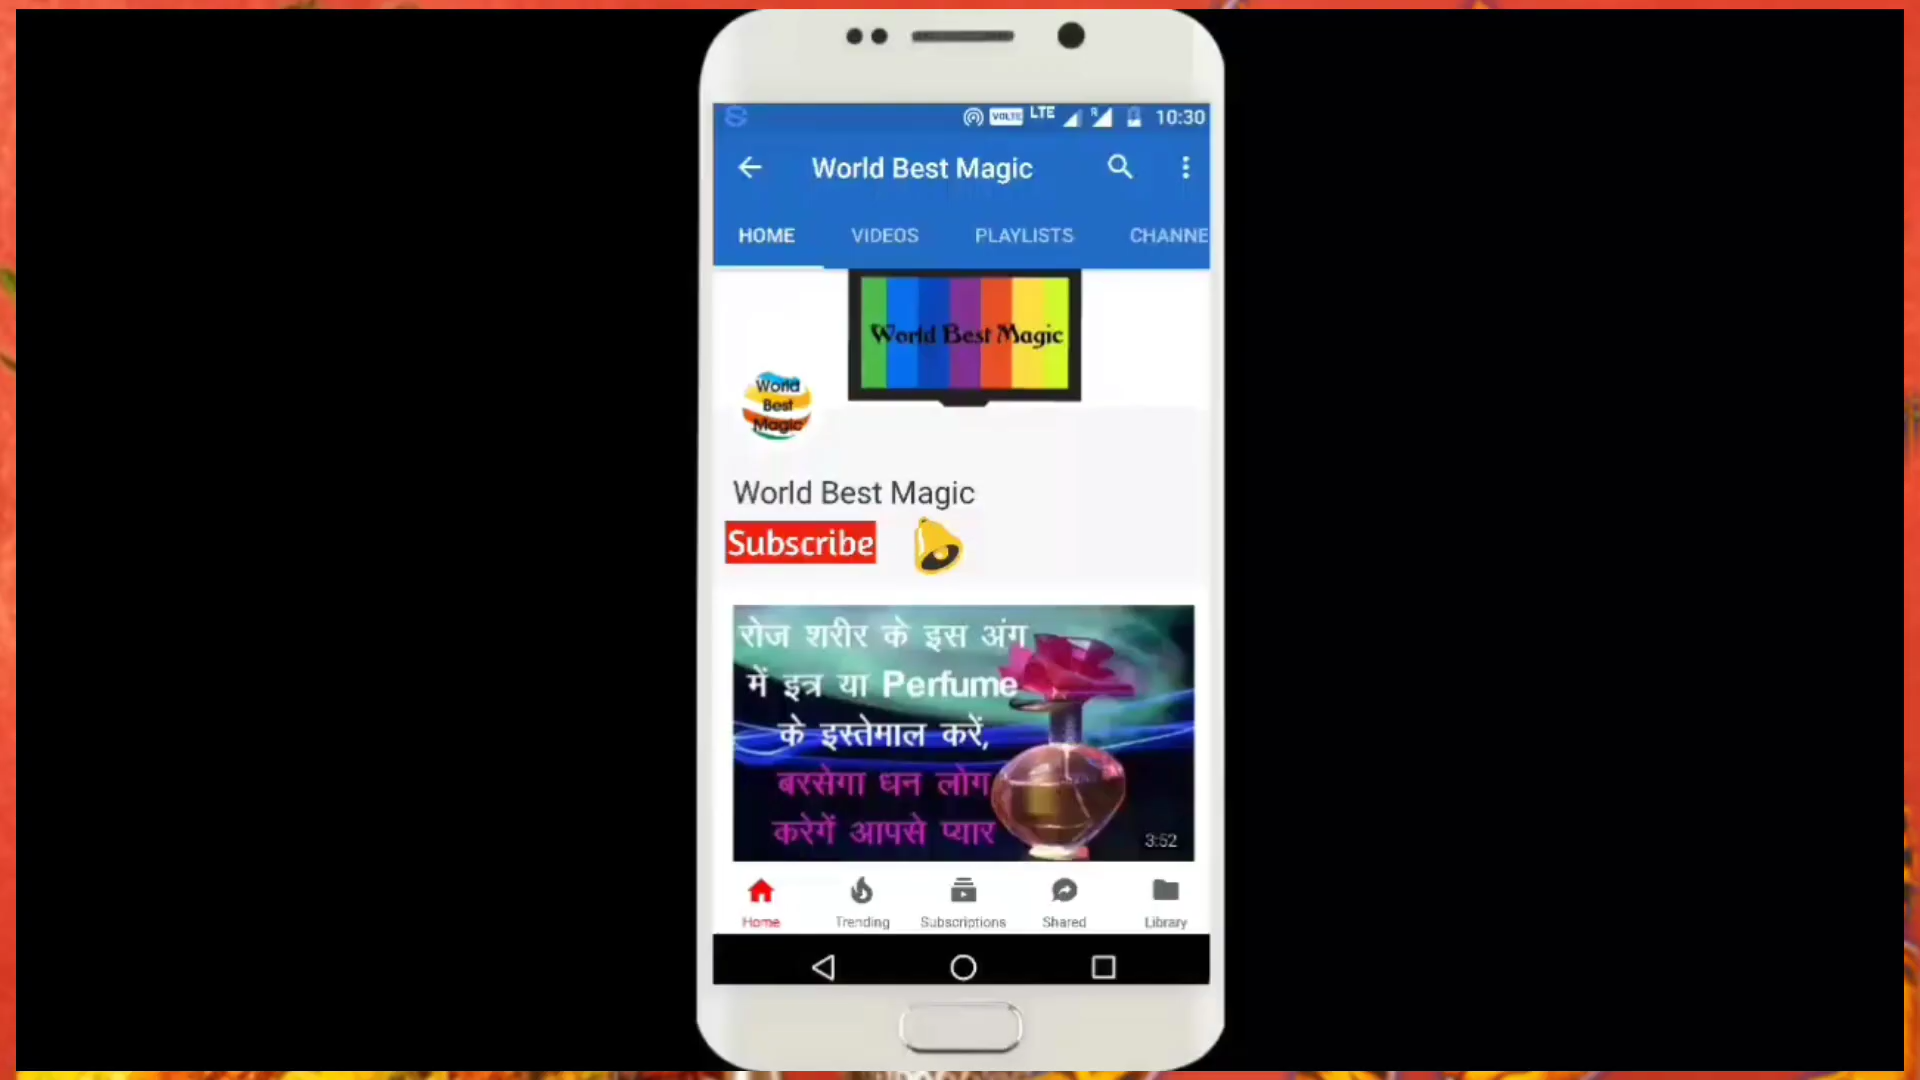 VOLTE LTE R 10:30
World Best Magic
HOME VIDEOS PLAYLISTS CHANNE
World Best Magic
World
Best
Magic
World Best Magic
Subscribe
रोज शरीर के इस अंग
में इत्र या Perfume
के इस्तेमाल करें,
बरसेगा धन लोग
करेगें आपसे प्यार
3:52
Home Trending Subscriptions Shared Library